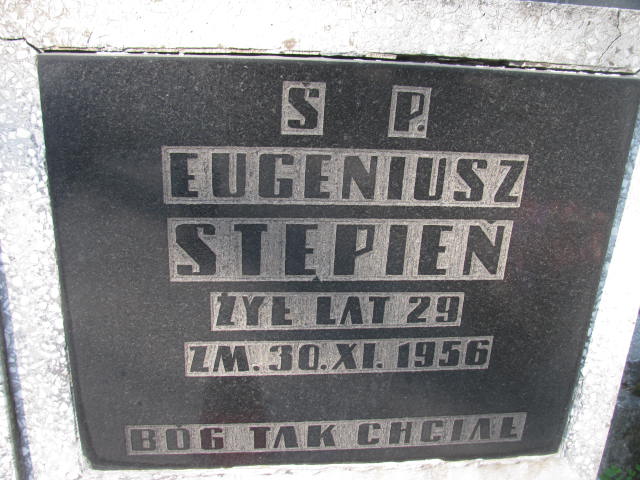 Ś P.
EUGENIUSZ
STĘPIEŃ
ŻYŁ LAT 29
ZM. 30.XI. 1956
BÓG TAK CHCIAŁ